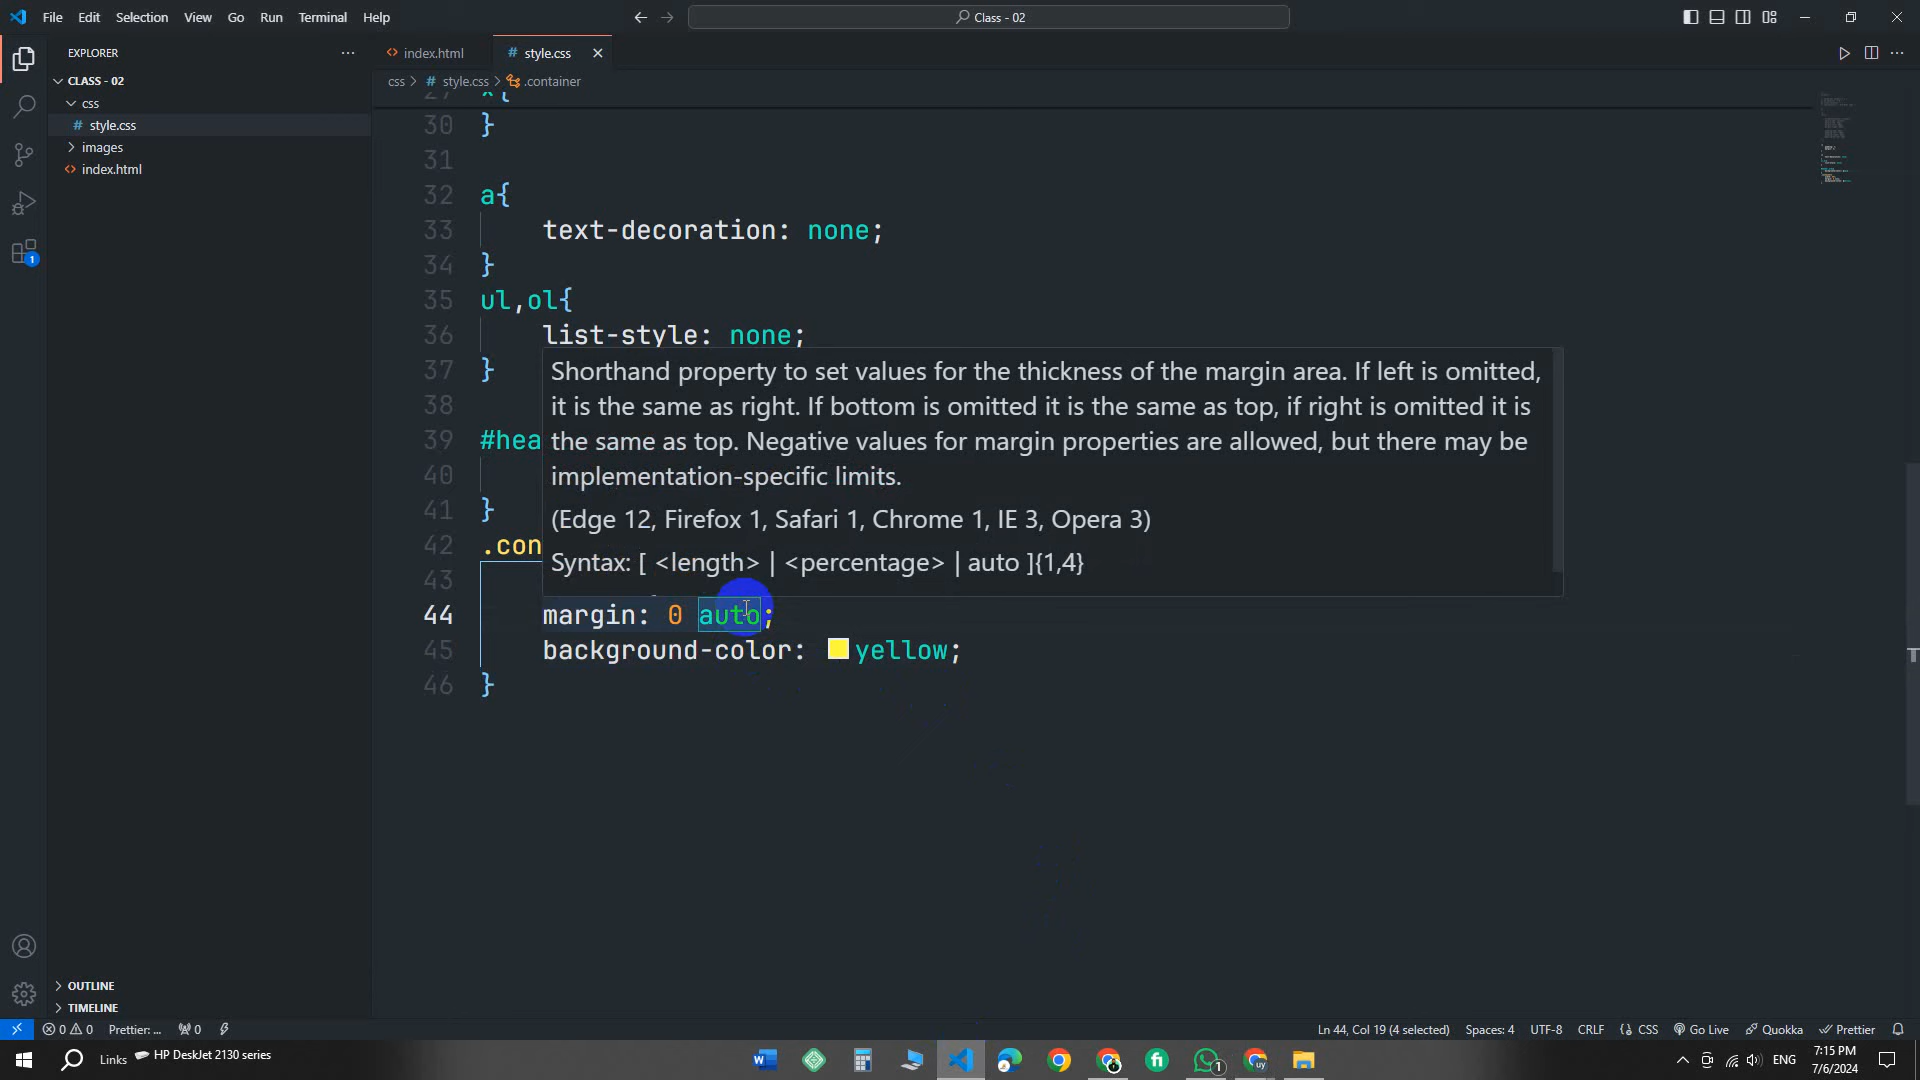 File Edit Selection View Go Run Terminal Help
Class - 02
EXPLORER
index.html
# style.css
CLASS - 02
css > # style.css > .container
css
# style.css
images
index.html
30 }
31
32 a{
33 text-decoration: none;
34 }
35 ul,ol{
36 list-style: none;
37 }
38
39 #hea
40
41 }
42 .con
43
Shorthand property to set values for the thickness of the margin area. If left is omitted,
it is the same as right. If bottom is omitted it is the same as top, if right is omitted it is
the same as top. Negative values for margin properties are allowed, but there may be
implementation-specific limits.
(Edge 12, Firefox 1, Safari 1, Chrome 1, IE 3, Opera 3)
Syntax: [ <length> | <percentage> | auto ]{1,4}
44 margin: 0 auto;
45 background-color: yellow;
46 }
1
OUTLINE
TIMELINE
0 0 Prettier: ... 0
Ln 44, Col 19 (4 selected) Spaces: 4 UTF-8 CRLF {} CSS Go Live Quokka Prettier
Links HP DeskJet 2130 series
ENG
7:15 PM
7/6/2024